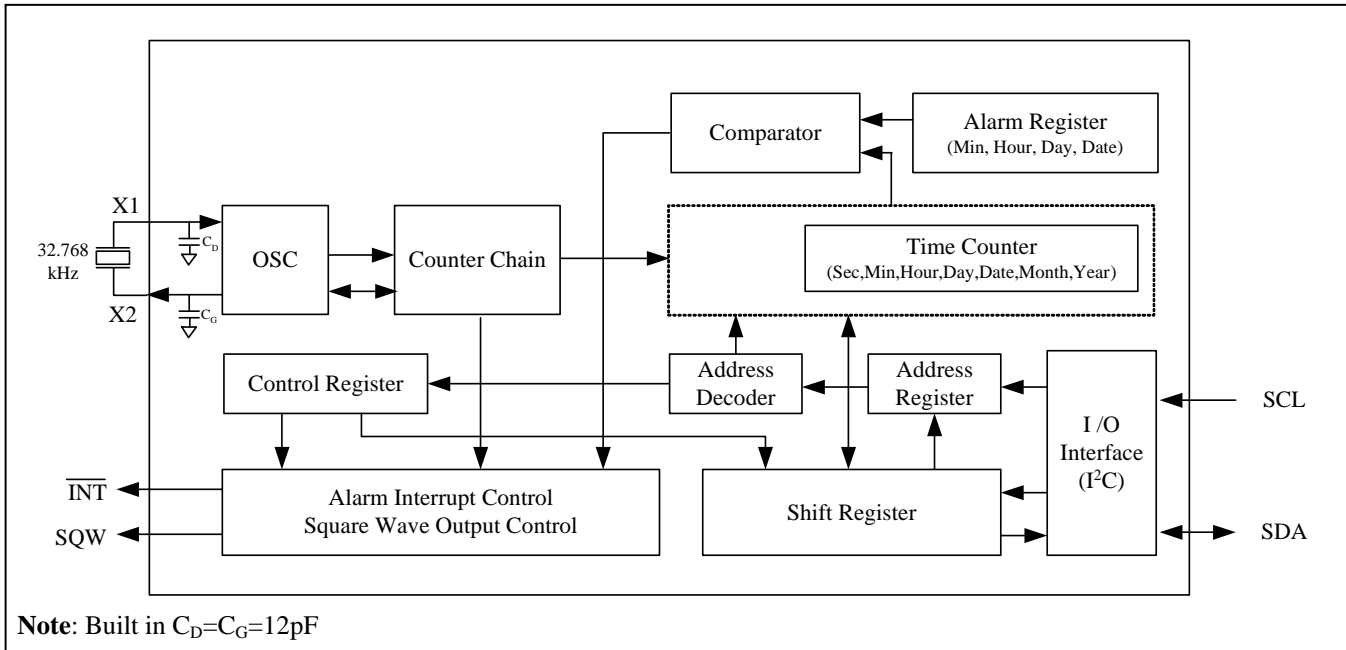 Comparator
Alarm Register
(Min, Hour, Day, Date)
X1
32.768
kHz
C_D
OSC
Counter Chain
Time Counter
(Sec,Min,Hour,Day,Date,Month,Year)
X2
C_G
Control Register
Address
Decoder
Address
Register
I /O
Interface
(I²C)
SCL
INT
SQW
Alarm Interrupt Control
Square Wave Output Control
Shift Register
SDA
Note: Built in C_D=C_G=12pF